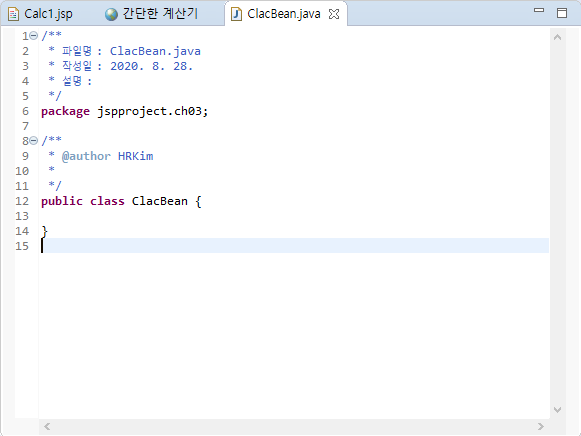 Calc1.jsp 간단한 계산기 ClacBean.java
1 /**
2  * 파일명 : ClacBean.java
3  * 작성일 : 2020. 8. 28.
4  * 설명 :
5  */
6 package jspproject.ch03;
7
8 /**
9  * @author HRKim
10  *
11  */
12 public class ClacBean {
13
14 }
15